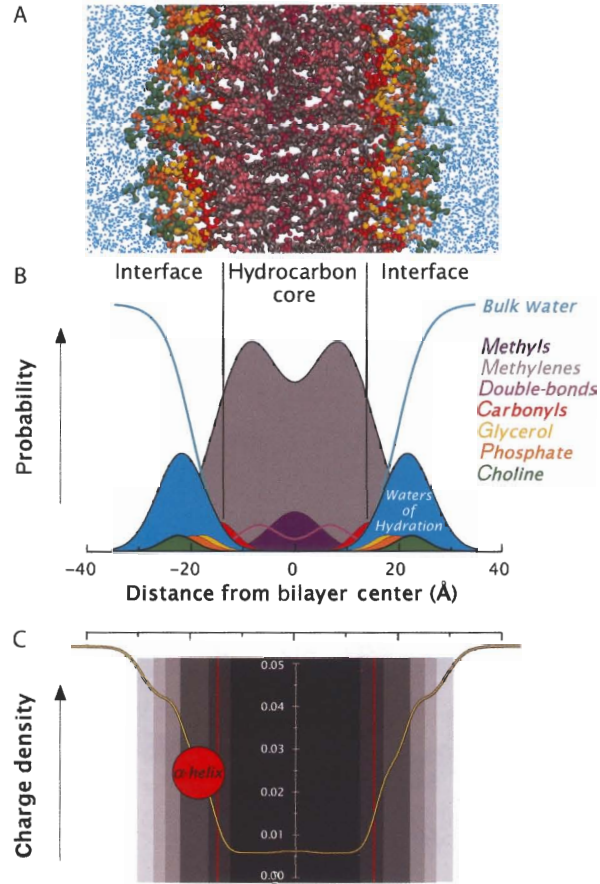 A
B
Interface
Hydrocarbon
core
Interface
Bulk water
Methyls
Methylenes
Double-bonds
Carbonyls
Glycerol
Phosphate
Choline
Probability
Waters
of
Hydration
−40
−20
0
20
40
Distance from bilayer center (Å)
C
Charge density
0.05
0.04
0.03
α-helix
0.02
0.01
0.00